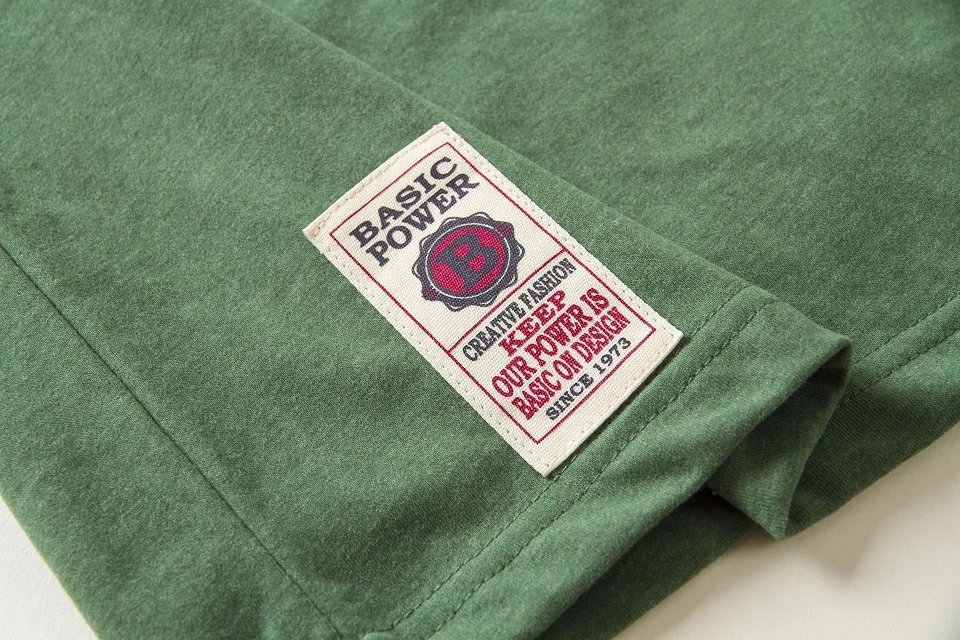 BASIC
POWER
B
CREATIVE FASHION
KEEP
OUR POWER IS
BASIC ON DESIGN
SINCE 1973